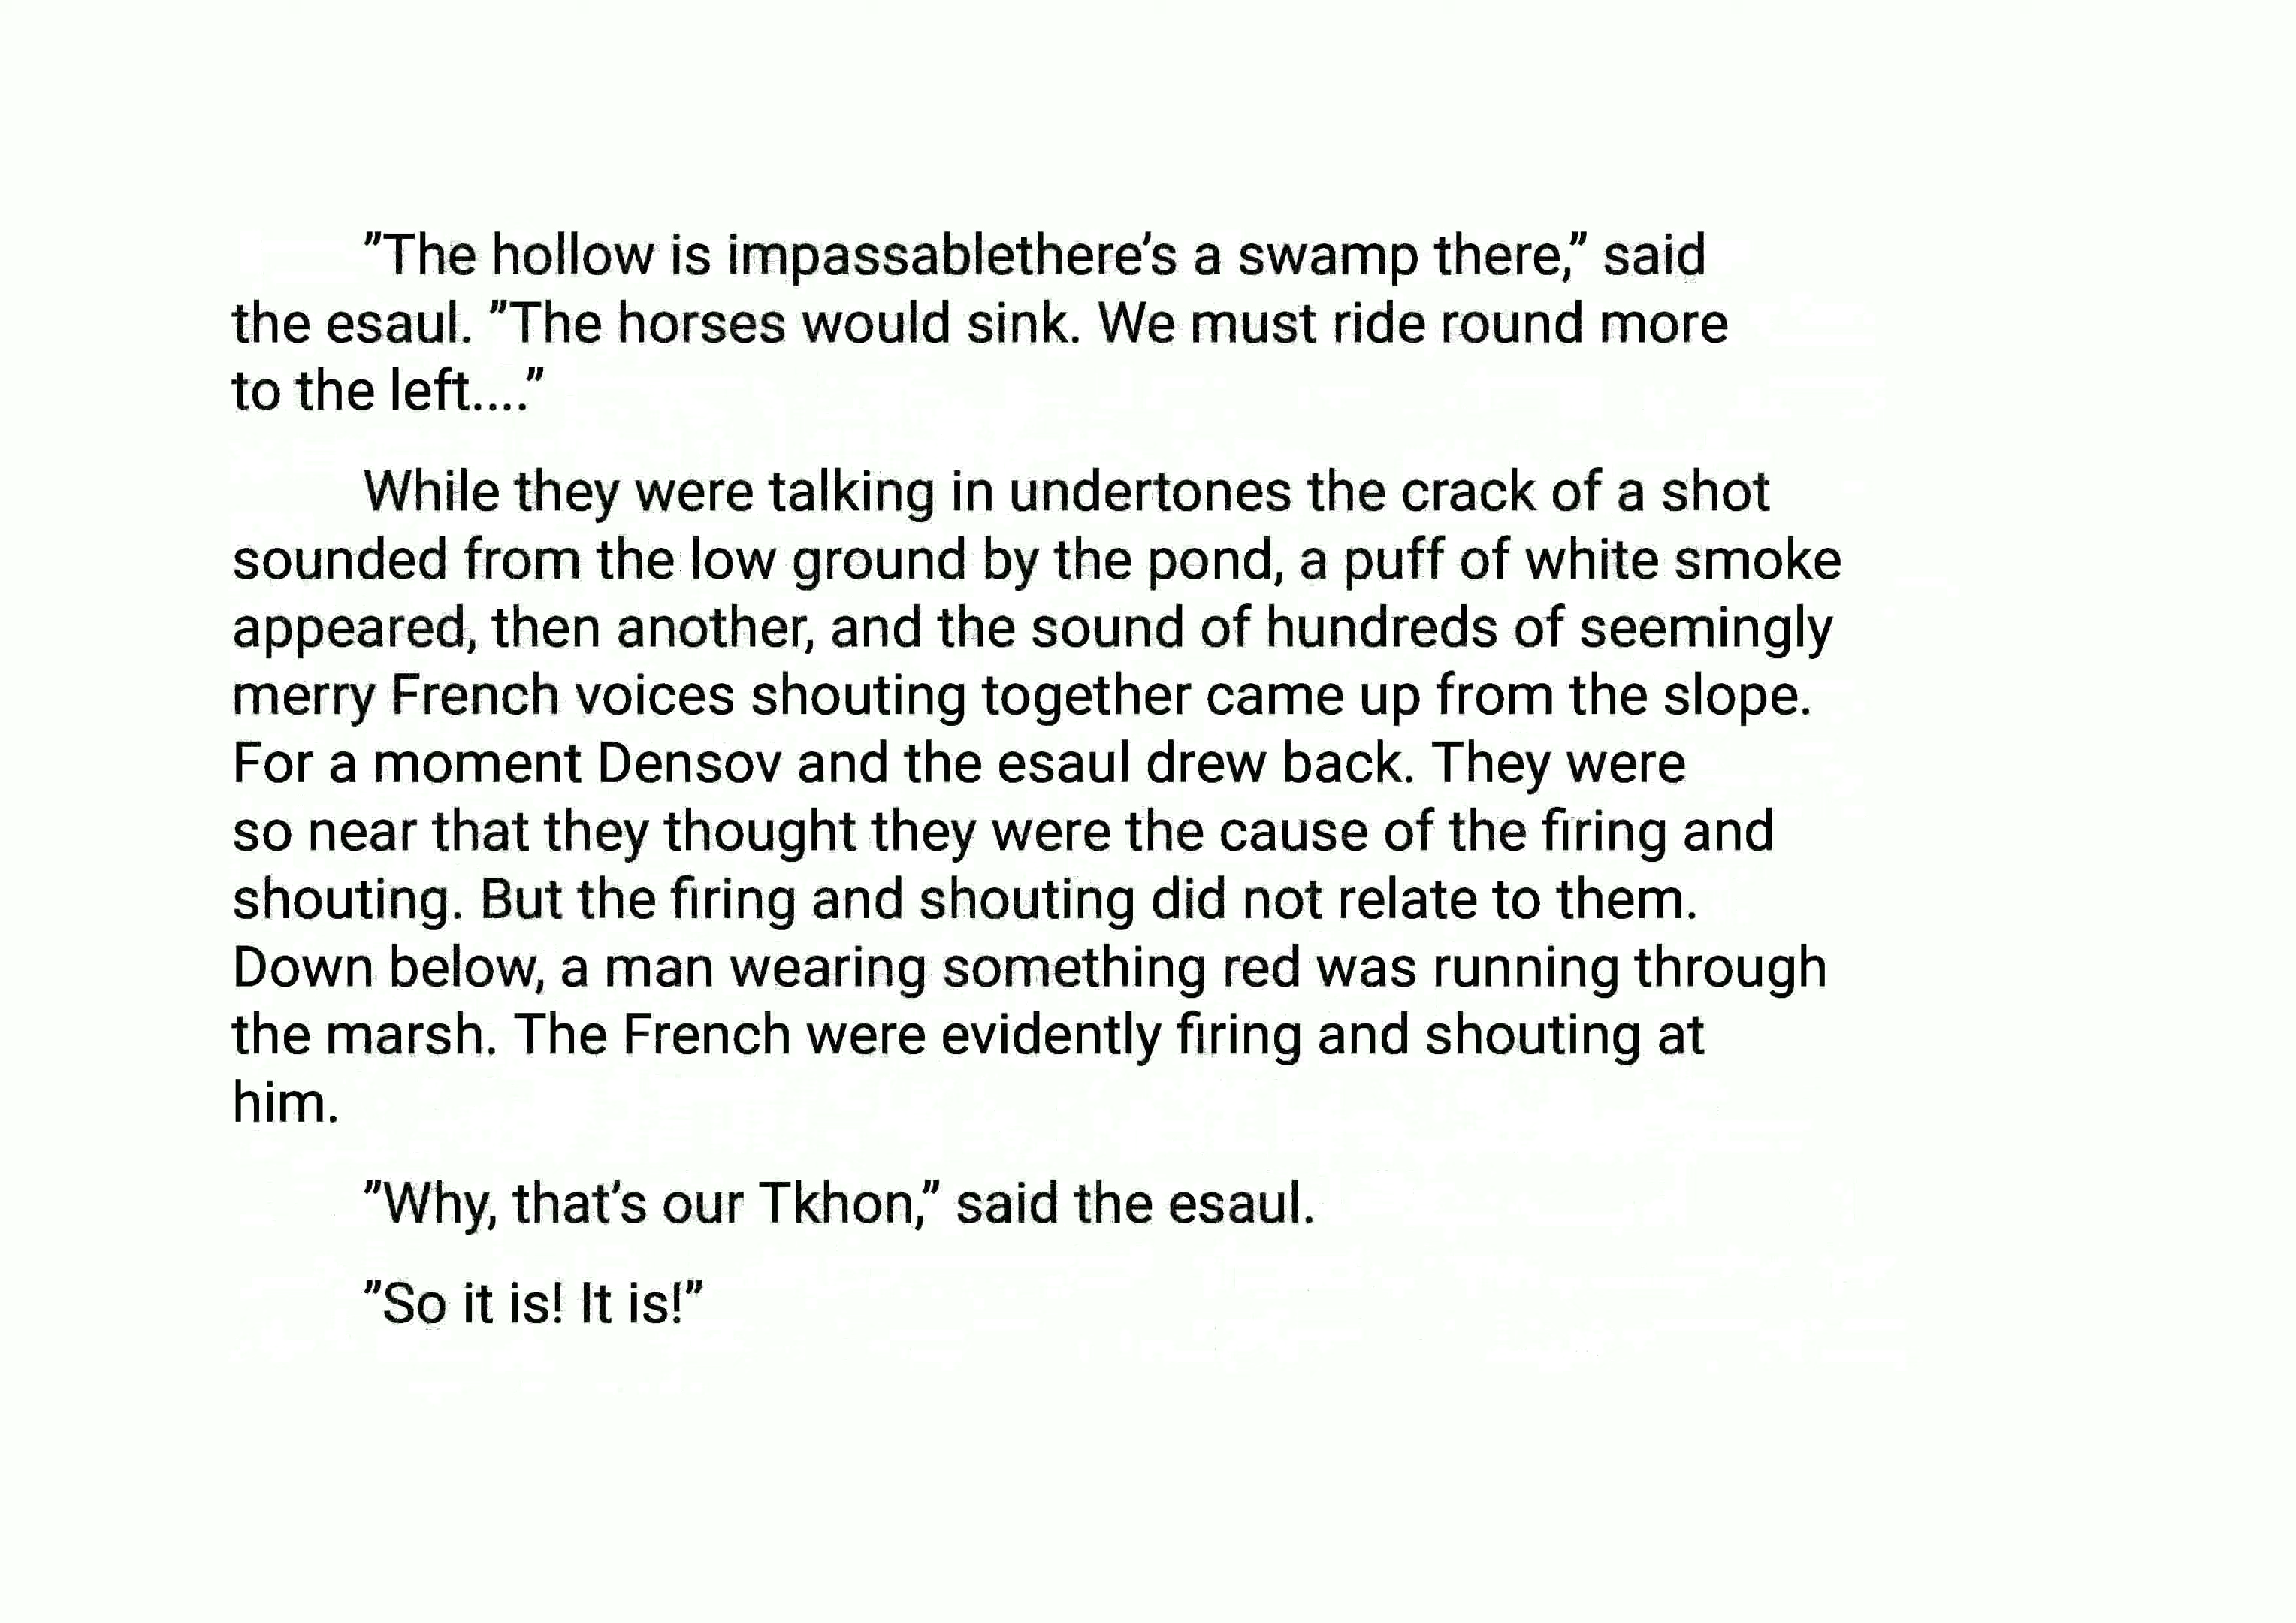 ”The hollow is impassablethere’s a swamp there,” said
the esaul. ”The horses would sink. We must ride round more
to the left....”
While they were talking in undertones the crack of a shot
sounded from the low ground by the pond, a puff of white smoke
appeared, then another, and the sound of hundreds of seemingly
merry French voices shouting together came up from the slope.
For a moment Densov and the esaul drew back. They were
so near that they thought they were the cause of the firing and
shouting. But the firing and shouting did not relate to them.
Down below, a man wearing something red was running through
the marsh. The French were evidently firing and shouting at
him.
”Why, that’s our Tkhon,” said the esaul.
”So it is! It is!”